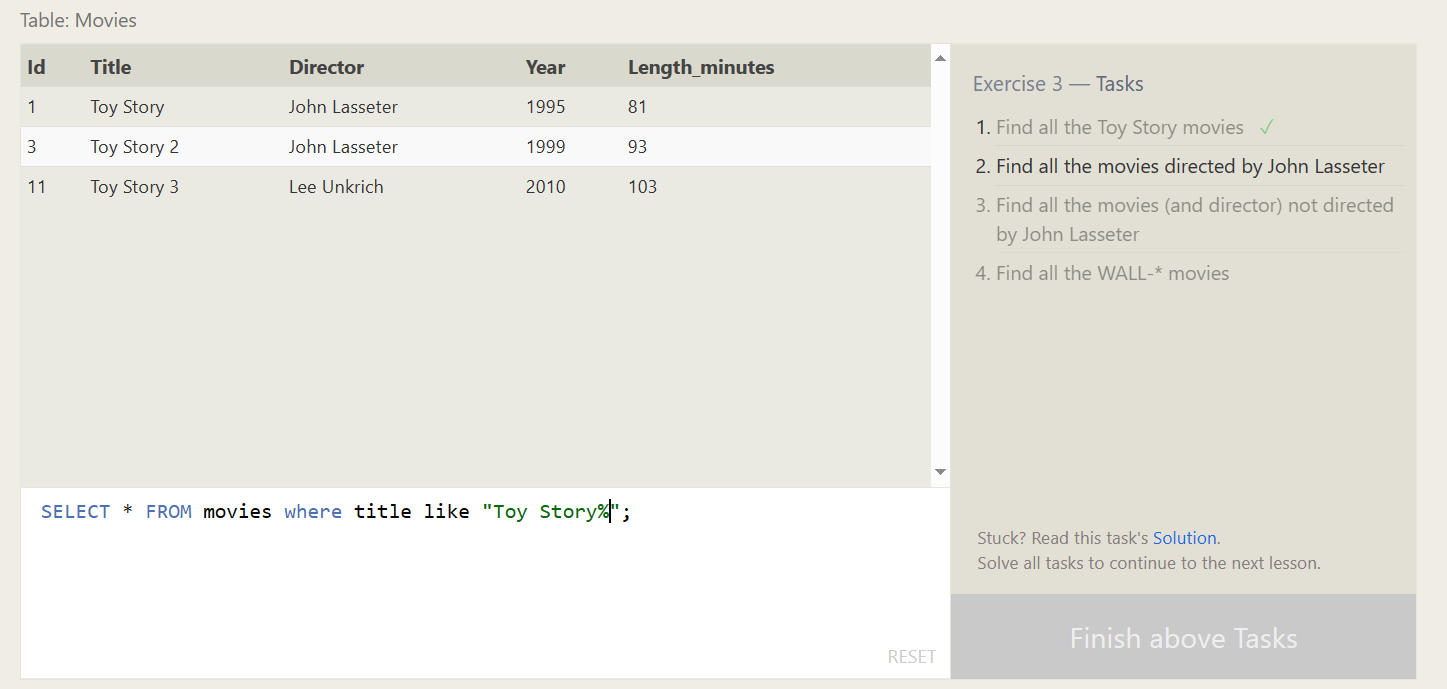 Table: Movies
Id Title Director Year Length_minutes
1 Toy Story John Lasseter 1995 81
3 Toy Story 2 John Lasseter 1999 93
11 Toy Story 3 Lee Unkrich 2010 103
SELECT * FROM movies where title like "Toy Story%";
RESET
Exercise 3 — Tasks
1. Find all the Toy Story movies ✓
2. Find all the movies directed by John Lasseter
3. Find all the movies (and director) not directed
by John Lasseter
4. Find all the WALL-* movies
Stuck? Read this task's Solution.
Solve all tasks to continue to the next lesson.
Finish above Tasks